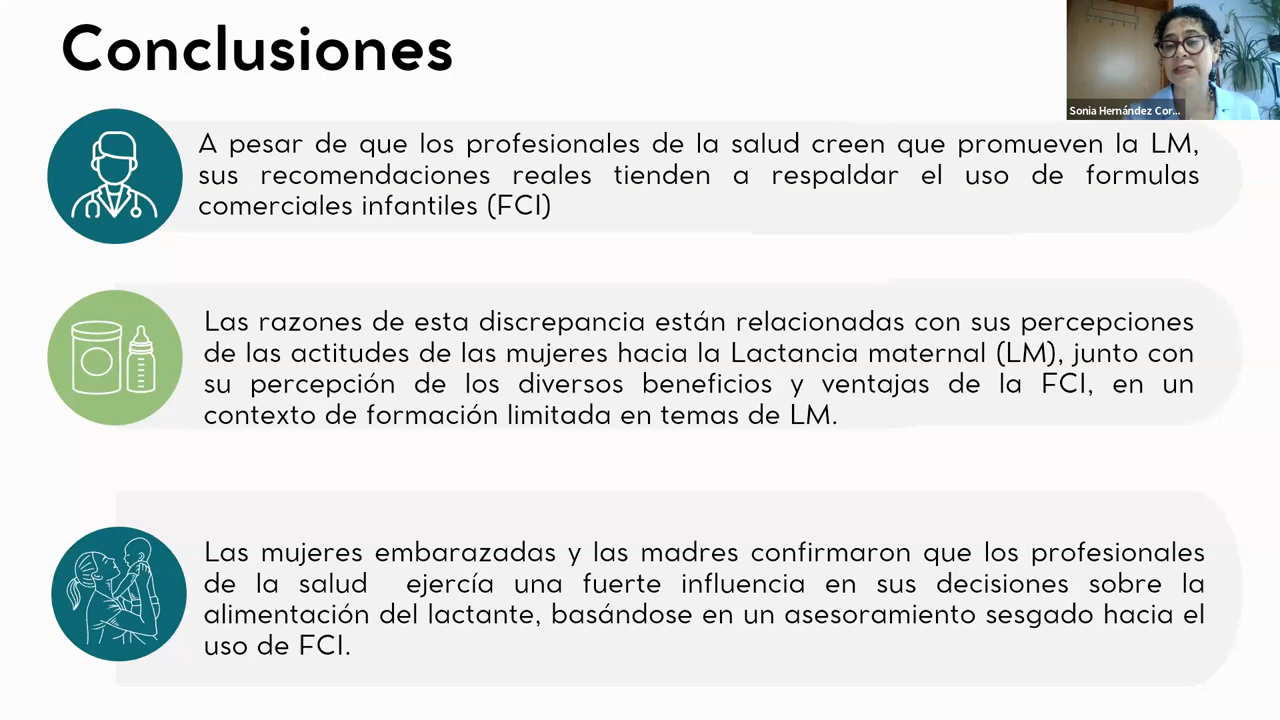 Conclusiones
Sonia Hernández Cor...
A pesar de que los profesionales de la salud creen que promueven la LM,
sus recomendaciones reales tienden a respaldar el uso de formulas
comerciales infantiles (FCI)
Las razones de esta discrepancia están relacionadas con sus percepciones
de las actitudes de las mujeres hacia la Lactancia maternal (LM), junto con
su percepción de los diversos beneficios y ventajas de la FCI, en un
contexto de formación limitada en temas de LM.
Las mujeres embarazadas y las madres confirmaron que los profesionales
de la salud ejercía una fuerte influencia en sus decisiones sobre la
alimentación del lactante, basándose en un asesoramiento sesgado hacia el
uso de FCI.